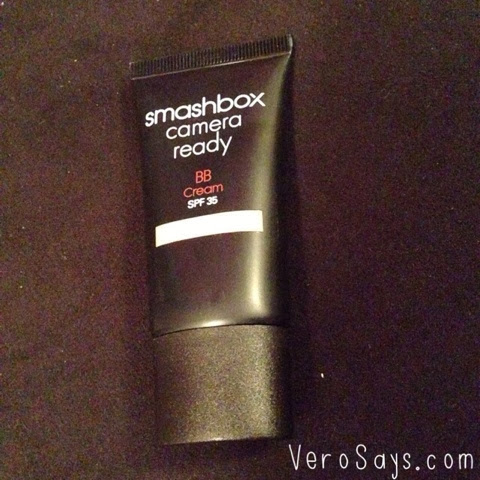 smashbox
camera
ready
BB
Cream
SPF 35
VeroSays.com